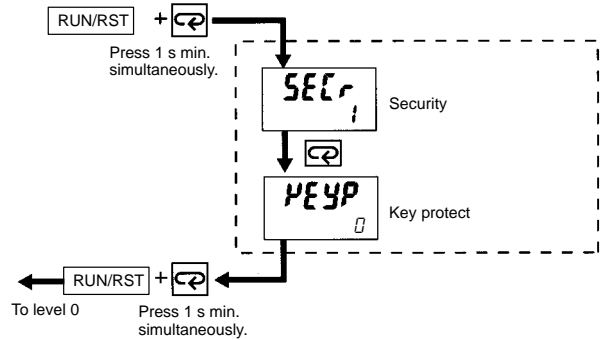 RUN/RST +
Press 1 s min.
simultaneously.
SECr
1
Security
KEYP
0
Key protect
RUN/RST +
To level 0
Press 1 s min.
simultaneously.